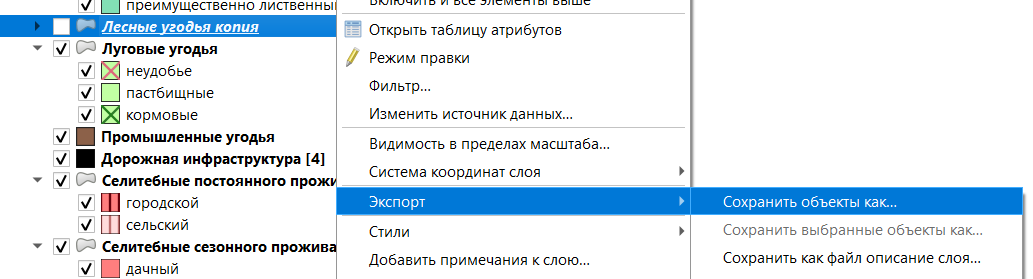 преимущественно лиственны
Лесные угодья копия
Луговые угодья
неудобье
пастбищные
кормовые
Промышленные угодья
Дорожная инфраструктура [4]
Селитебные постоянного прожи
городской
сельский
Селитебные сезонного прожива
дачный
Включить и все элементы выше
Открыть таблицу атрибутов
Режим правки
Фильтр...
Изменить источник данных...
Видимость в пределах масштаба...
Система координат слоя
Экспорт
Стили
Добавить примечания к слою...
Сохранить объекты как...
Сохранить выбранные объекты как...
Сохранить как файл описание слоя...